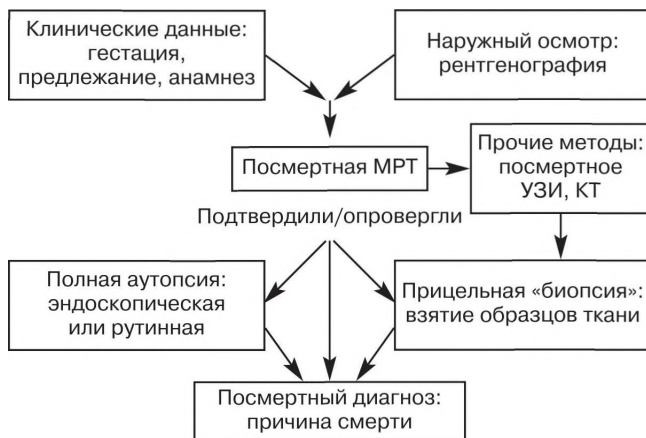 Клинические данные:
гестация,
предлежание, анамнез
Наружный осмотр:
рентгенография
Посмертная МРТ
Прочие методы:
посмертное
УЗИ, КТ
Подтвердили/опровергли
Полная аутопсия:
эндоскопическая
или рутинная
Прицельная «биопсия»:
взятие образцов ткани
Посмертный диагноз:
причина смерти